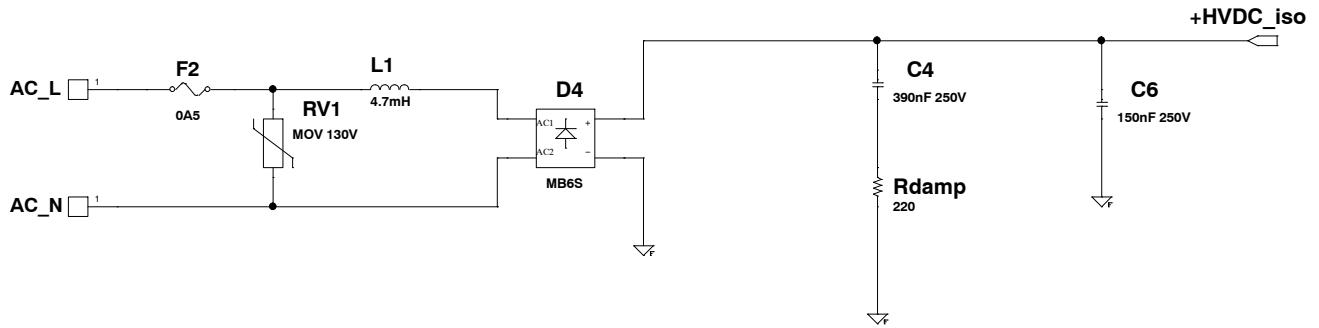 +HVDC_iso
AC_L
1
F2
0A5
RV1
MOV 130V
L1
4.7mH
D4
AC1
+
AC2
−
MB6S
C4
390nF 250V
C6
150nF 250V
Rdamp
220
AC_N
1
F
F
F